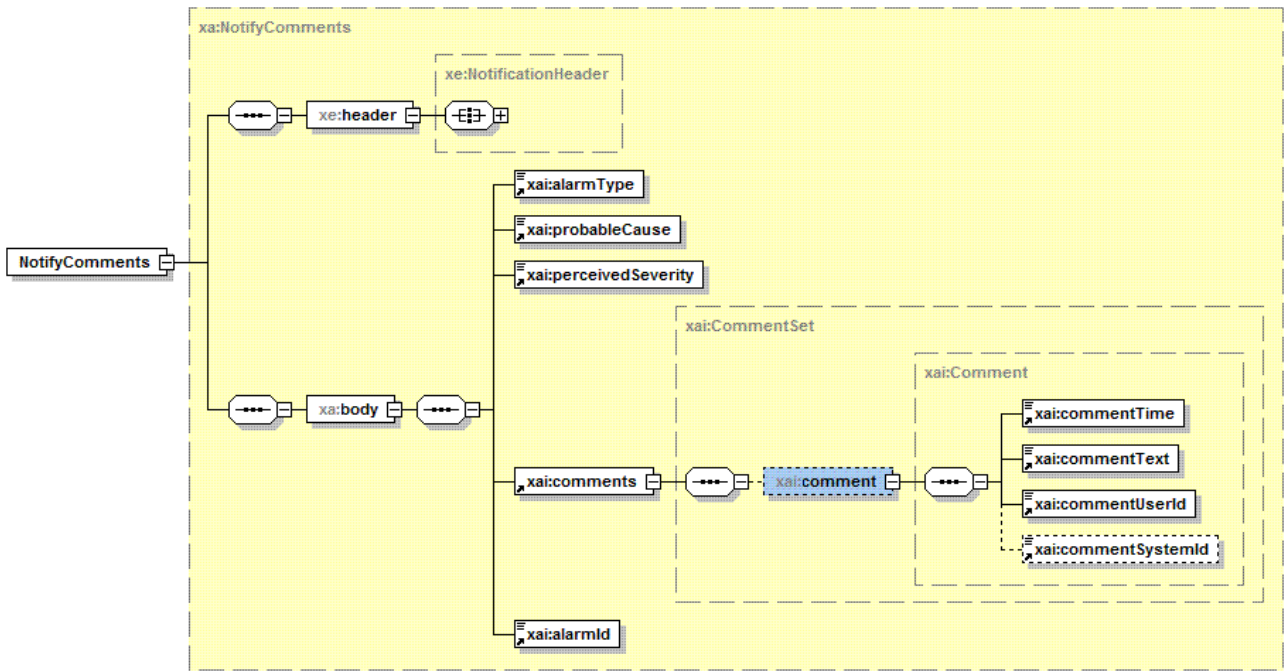 xa:NotifyComments
xe:NotificationHeader
xe:header
xai:alarmType
xai:probableCause
NotifyComments
xai:perceivedSeverity
xai:CommentSet
xai:Comment
xa:body
xai:commentTime
xai:commentText
xai:comments
xai:comment
xai:commentUserId
xai:commentSystemId
xai:alarmId